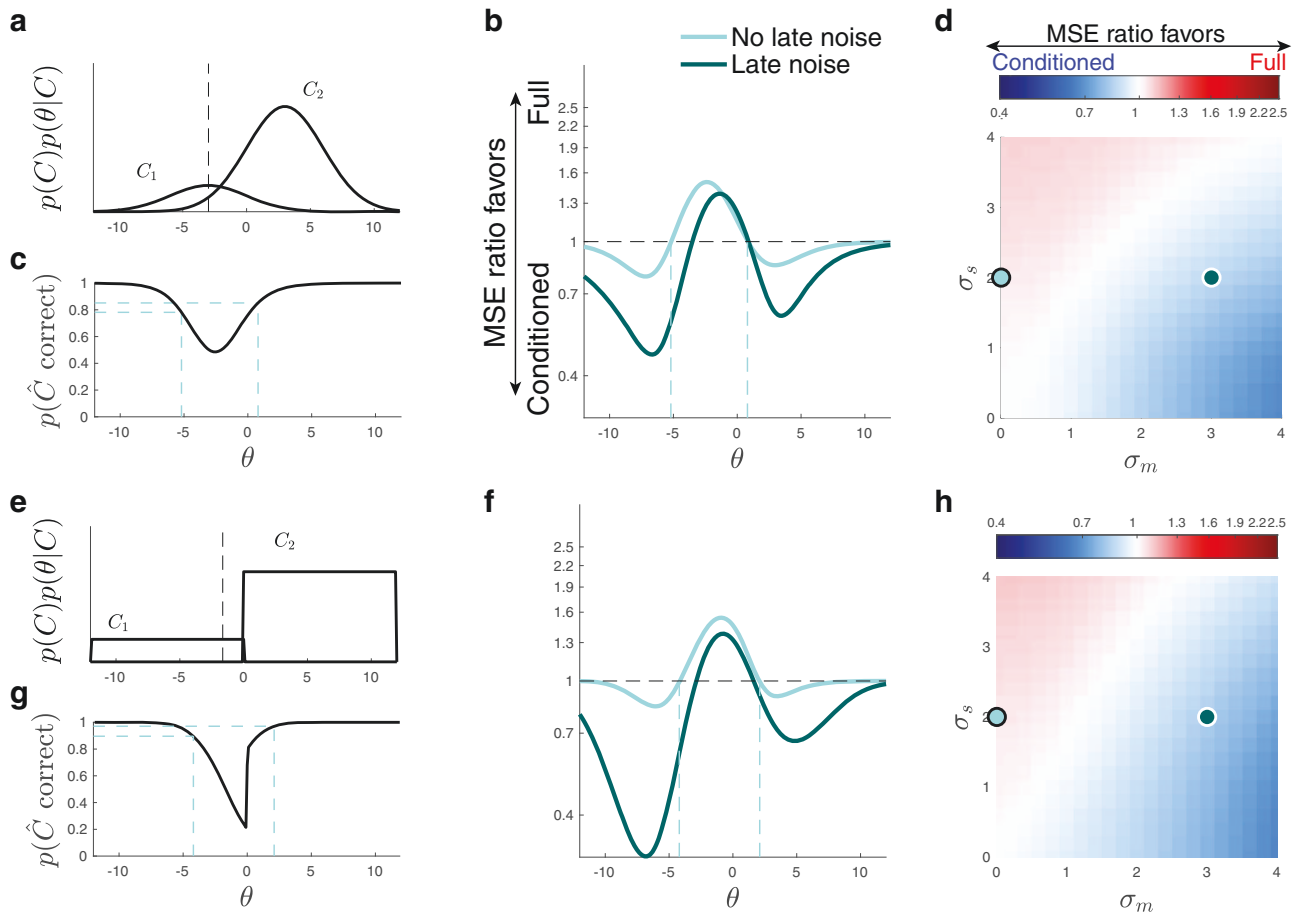 a
p(C)p(θ|C)
C1
C2
-10 -5 0 5 10
b
No late noise
Late noise
MSE ratio favors
Full
Conditioned
2.5
2.2
1.9
1.6
1.3
1
0.7
0.4
-10 -5 0 5 10
θ
c
p(Ĉ correct)
1
0.8
0.6
0.4
0.2
0
-10 -5 0 5 10
θ
d
MSE ratio favors
Conditioned Full
0.4 0.7 1 1.3 1.6 1.9 2.2 2.5
4
3
2
1
0
σs
0 1 2 3 4
σm
e
p(C)p(θ|C)
C1
C2
-10 -5 0 5 10
f
2.5
2.2
1.9
1.6
1.3
1
0.7
0.4
-10 -5 0 5 10
θ
g
p(Ĉ correct)
1
0.8
0.6
0.4
0.2
0
-10 -5 0 5 10
θ
h
0.4 0.7 1 1.3 1.6 1.9 2.2 2.5
4
3
2
1
0
σs
0 1 2 3 4
σm